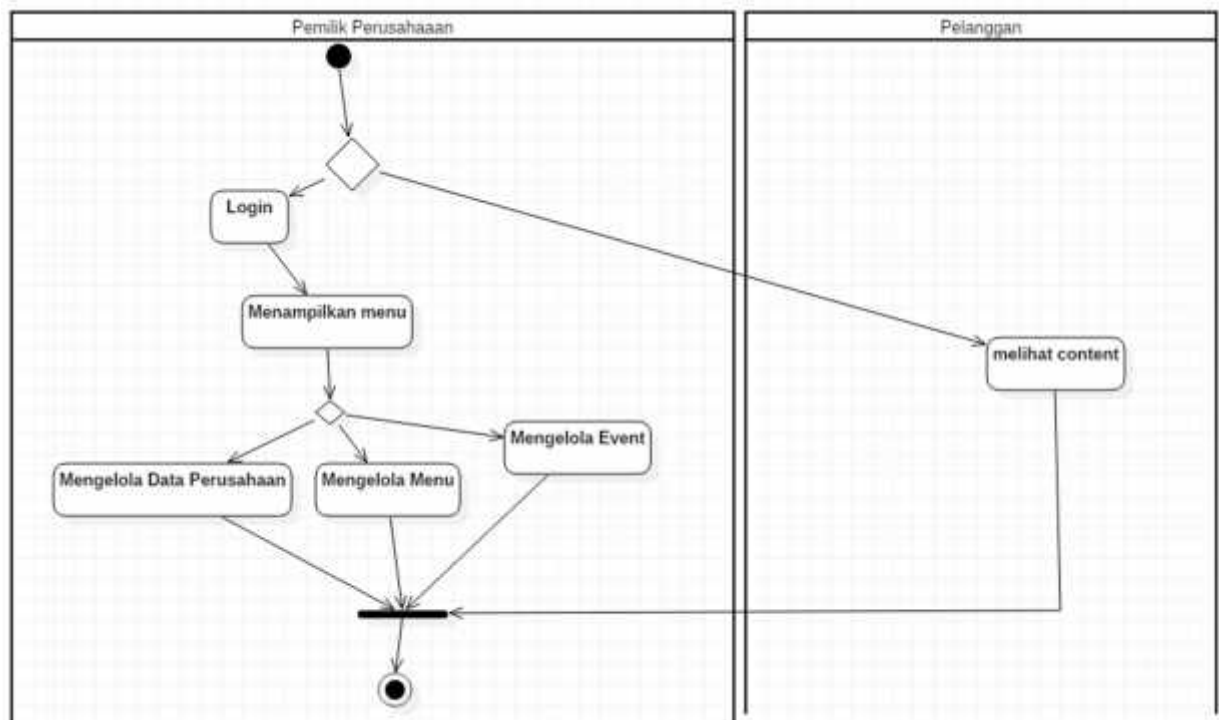 Pemilik Perusahaaan
Pelanggan
Login
Menampilkan menu
melihat content
Mengelola Event
Mengelola Data Perusahaan
Mengelola Menu